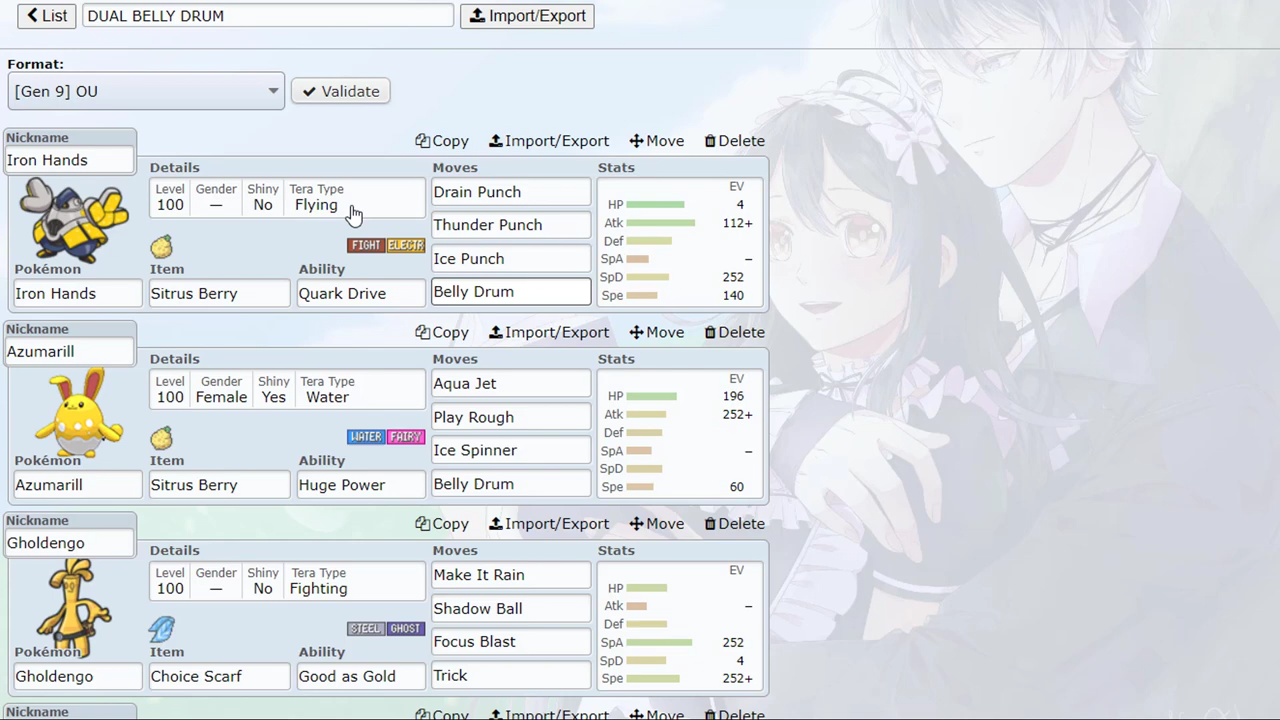 List
DUAL BELLY DRUM
Import/Export
Format:
[Gen 9] OU
Validate
Nickname
Iron Hands
Copy Import/Export Move Delete
Details
Level Gender Shiny Tera Type
100 — No Flying
FIGHT ELECTR
Pokémon Item Ability
Iron Hands Sitrus Berry Quark Drive
Moves
Drain Punch
Thunder Punch
Ice Punch
Belly Drum
Stats
EV
HP 4
Atk 112+
Def
SpA –
SpD 252
Spe 140
Nickname
Azumarill
Copy Import/Export Move Delete
Details
Level Gender Shiny Tera Type
100 Female Yes Water
WATER FAIRY
Pokémon Item Ability
Azumarill Sitrus Berry Huge Power
Moves
Aqua Jet
Play Rough
Ice Spinner
Belly Drum
Stats
EV
HP 196
Atk 252+
Def
SpA –
SpD
Spe 60
Nickname
Gholdengo
Copy Import/Export Move Delete
Details
Level Gender Shiny Tera Type
100 — No Fighting
STEEL GHOST
Pokémon Item Ability
Gholdengo Choice Scarf Good as Gold
Moves
Make It Rain
Shadow Ball
Focus Blast
Trick
Stats
EV
HP
Atk –
Def
SpA 252
SpD 4
Spe 252+
Nickname
Copy Import/Export Move Delete